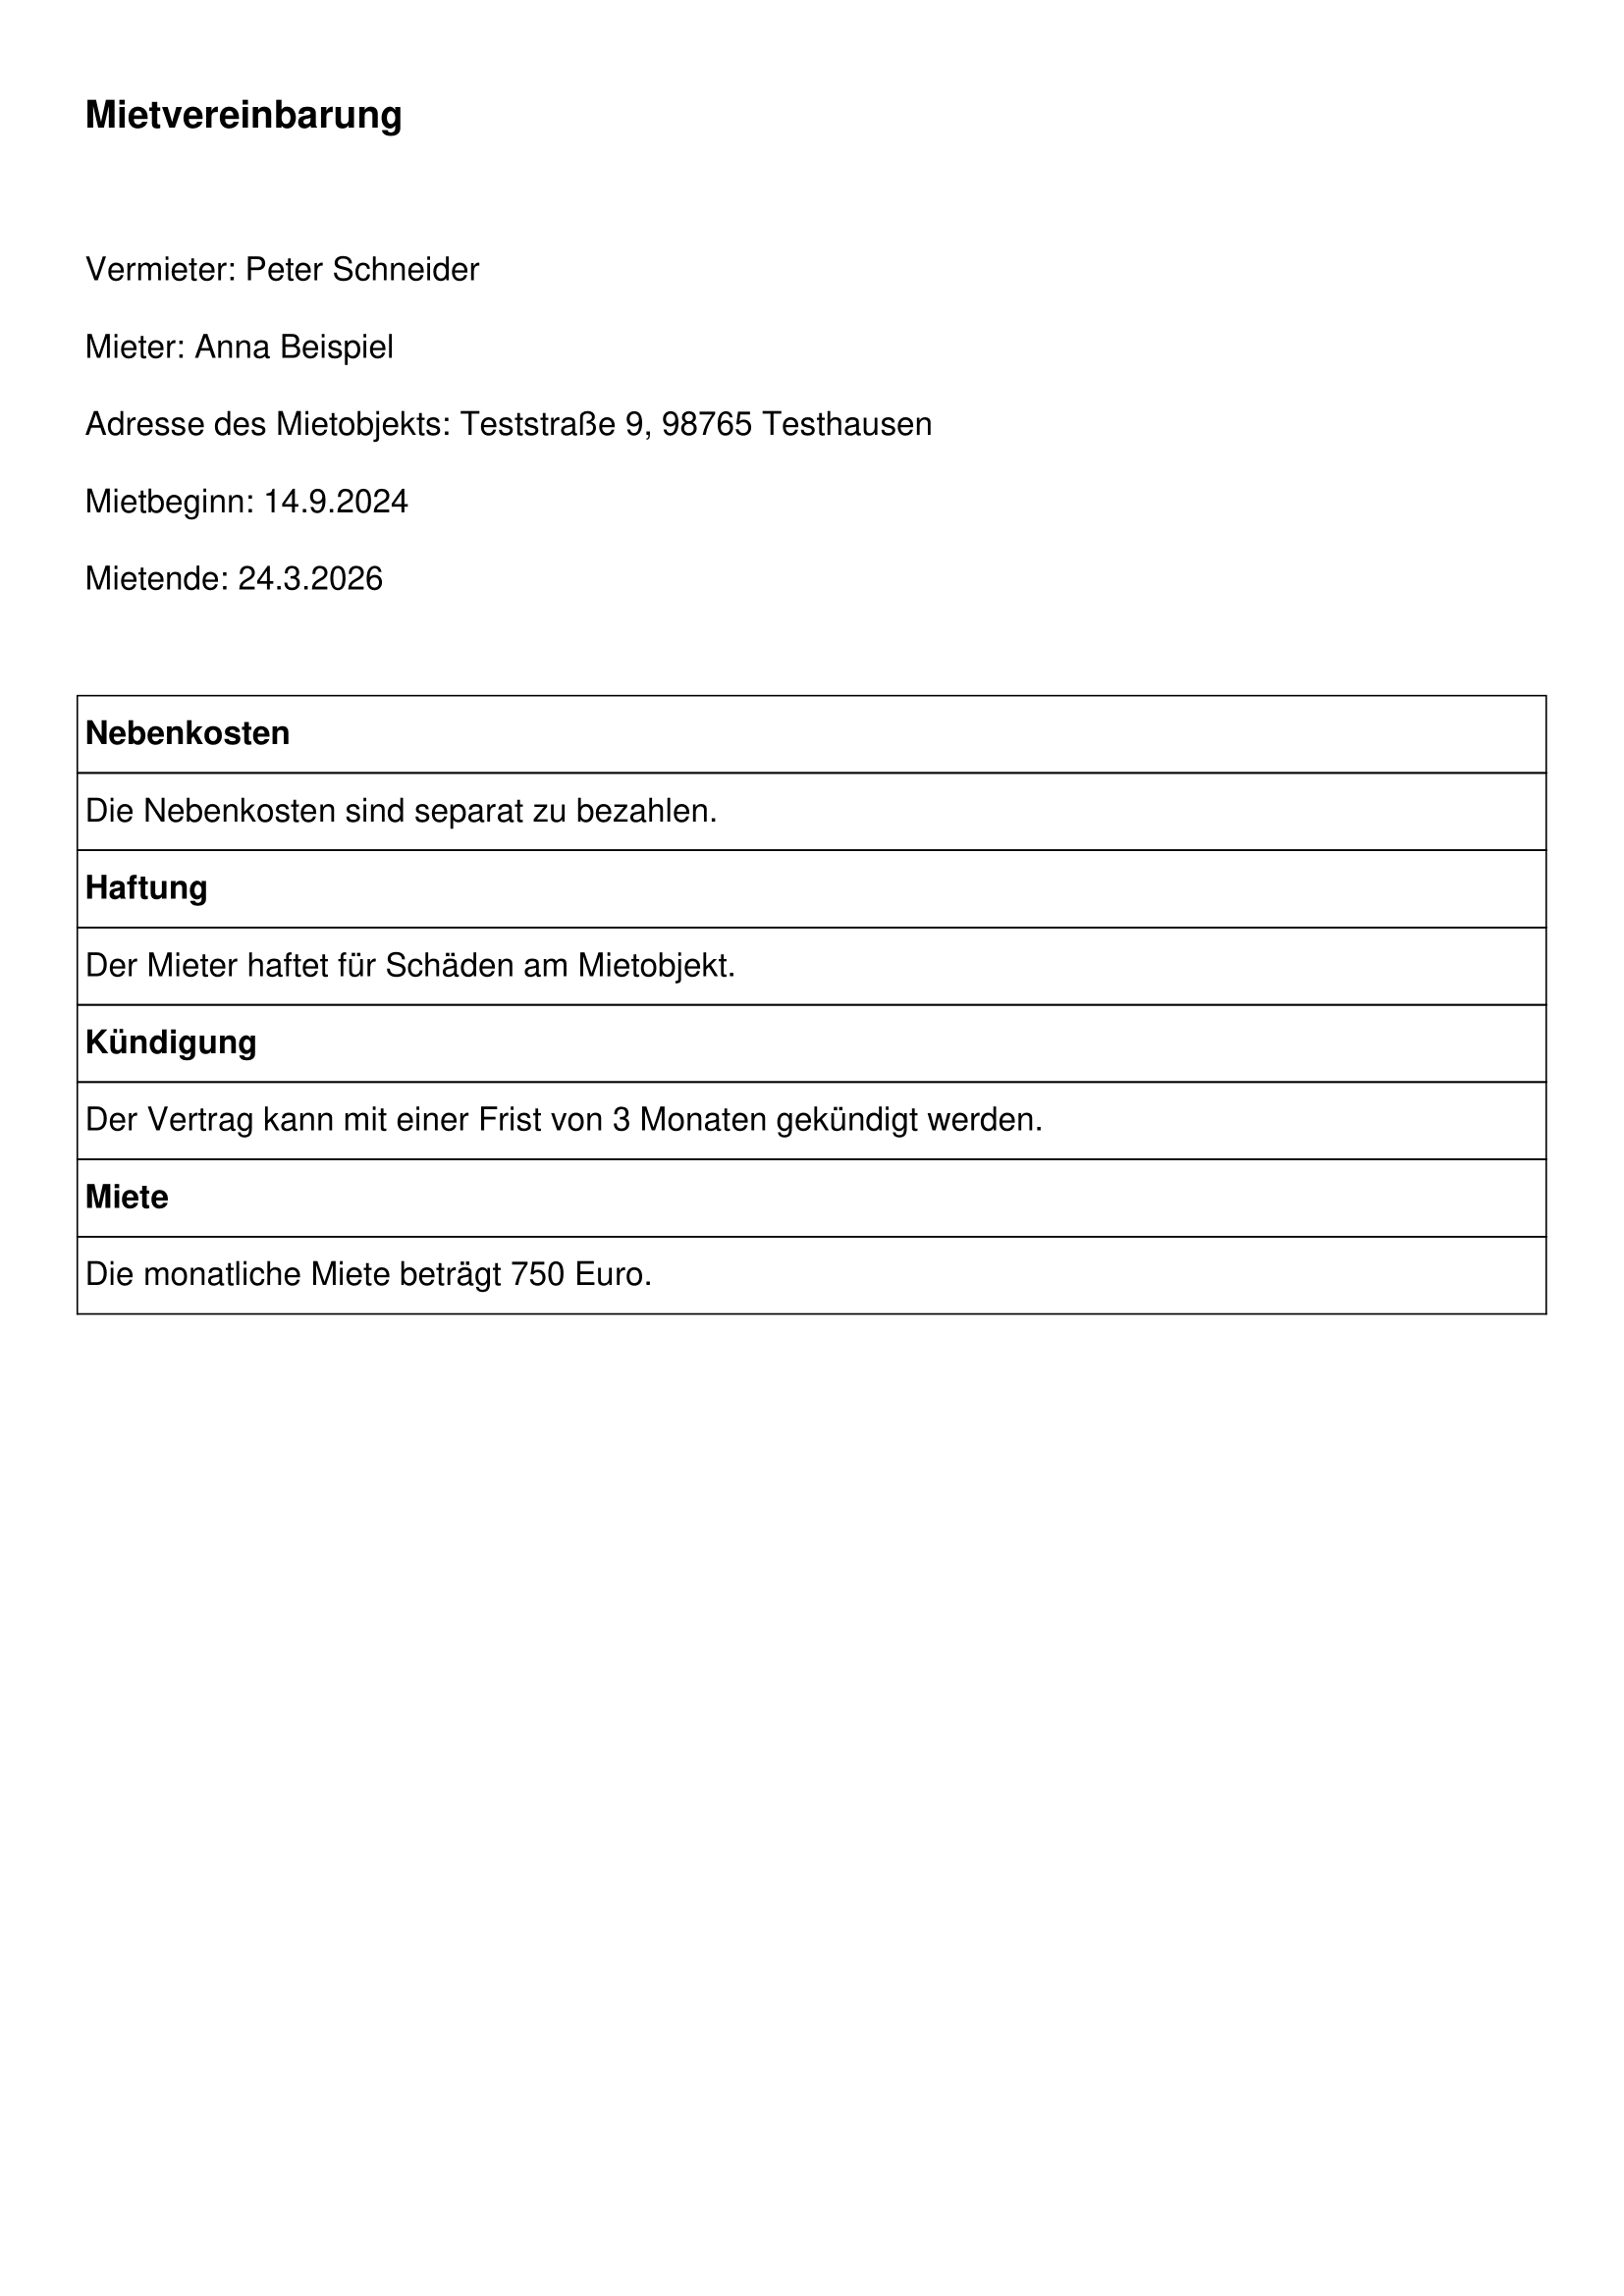 Mietvereinbarung
Vermieter: Peter Schneider
Mieter: Anna Beispiel
Adresse des Mietobjekts: Teststraße 9, 98765 Testhausen
Mietbeginn: 14.9.2024
Mietende: 24.3.2026
Nebenkosten
Die Nebenkosten sind separat zu bezahlen.
Haftung
Der Mieter haftet für Schäden am Mietobjekt.
Kündigung
Der Vertrag kann mit einer Frist von 3 Monaten gekündigt werden.
Miete
Die monatliche Miete beträgt 750 Euro.